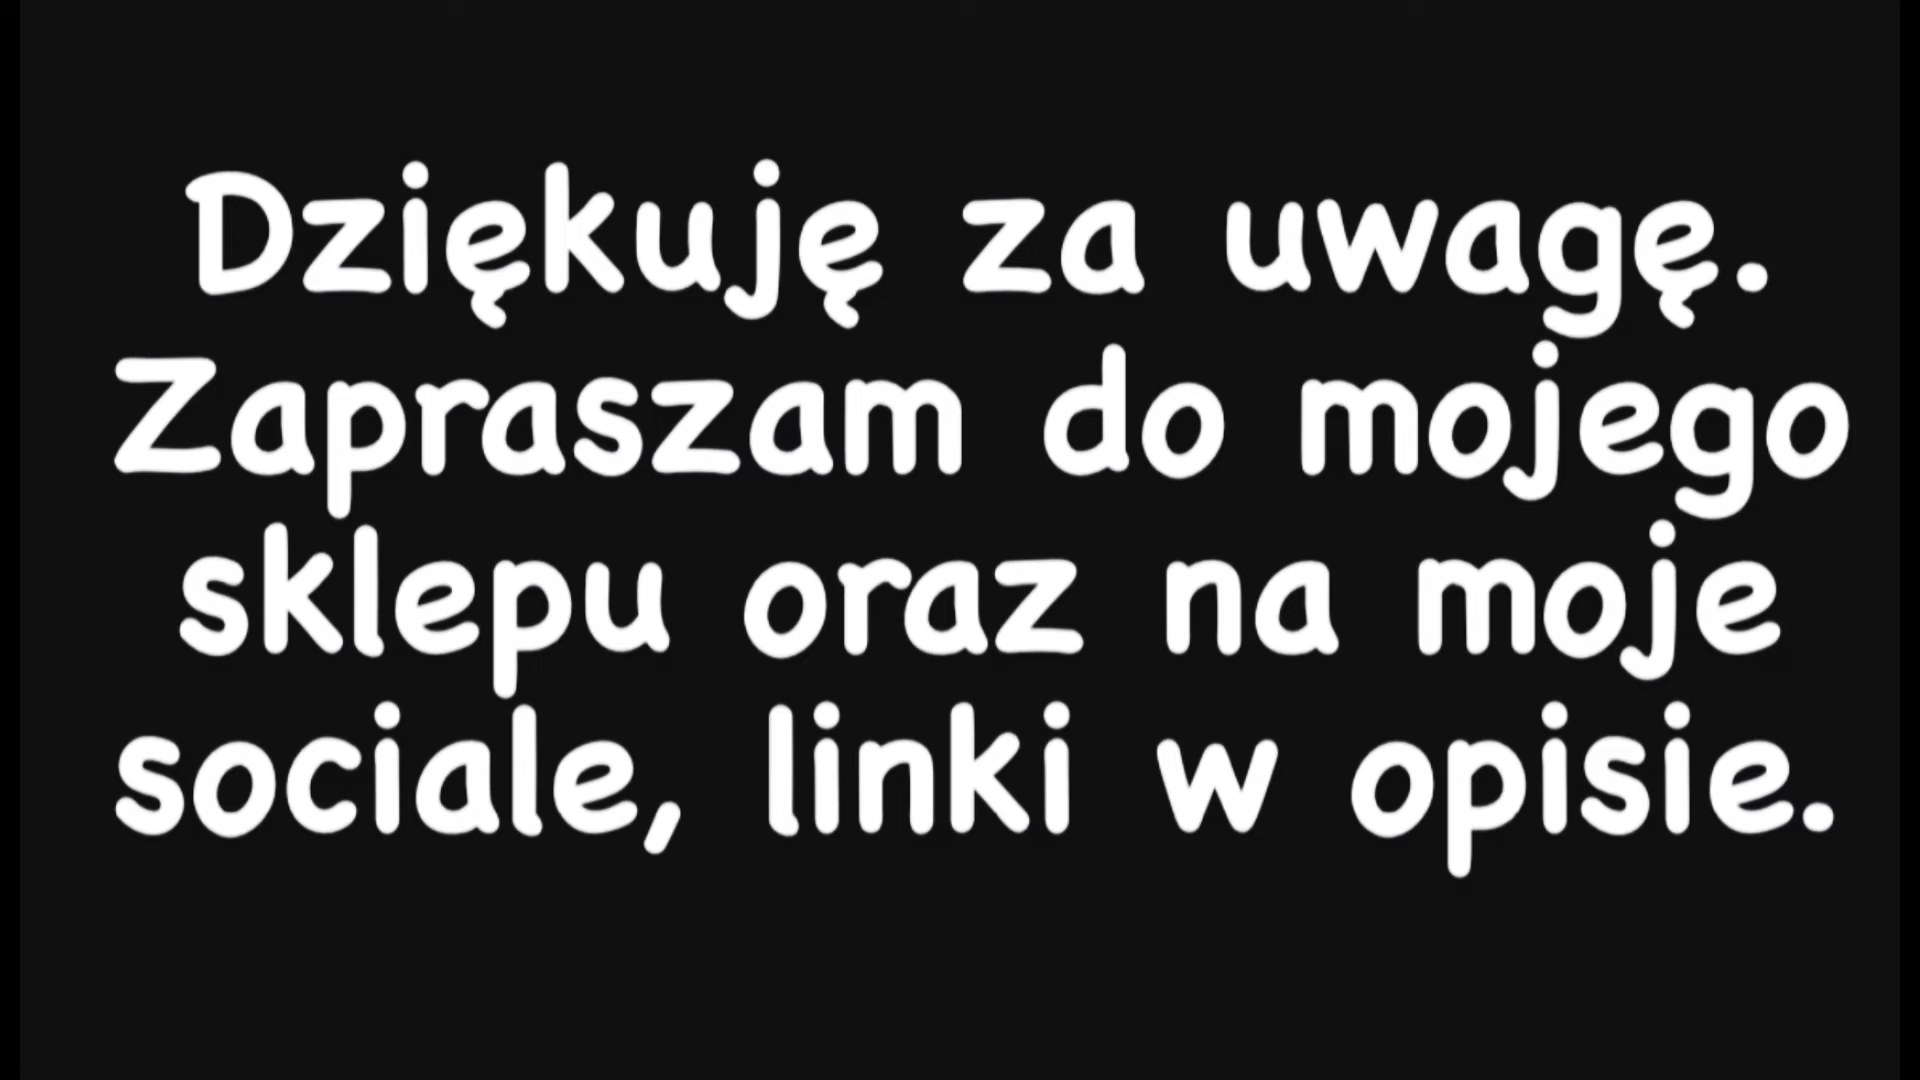 Dziękuję za uwagę.
Zapraszam do mojego
sklepu oraz na moje
sociale, linki w opisie.